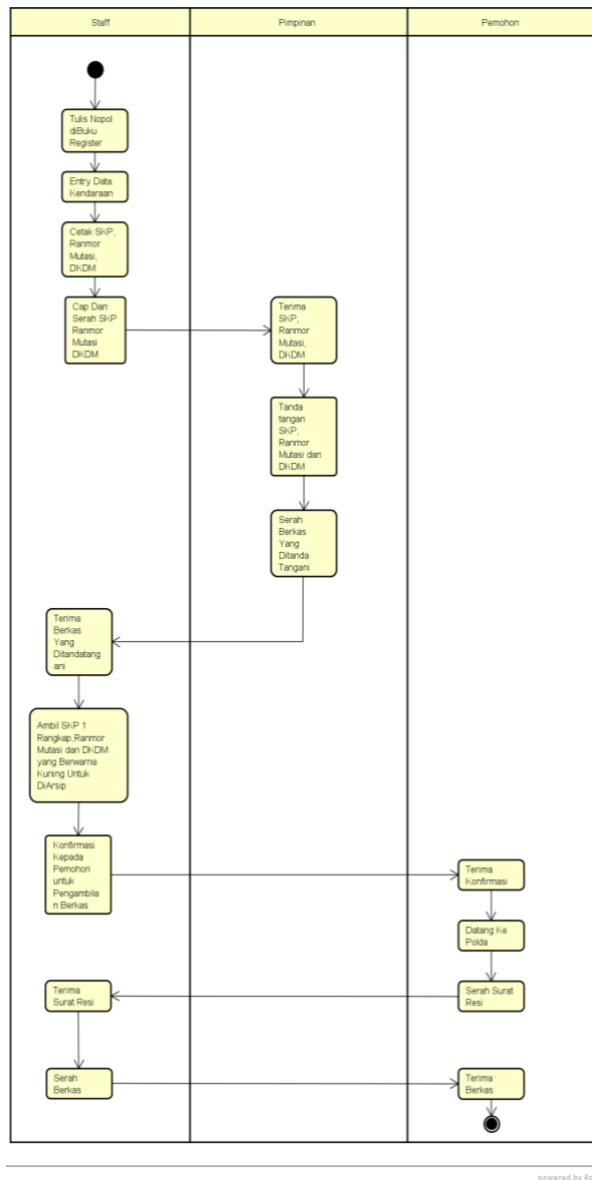 Staff
Pimpinan
Pemohon
Tulis Nopol
diBuku
Register
Entry Data
Kendaraan
Cetak SKP,
Ranmor
Mutasi,
DKDM
Cap Dan
Serah SKP
Ranmor
Mutasi
DKDM
Terima
SKP,
Ranmor
Mutasi,
DKDM
Tanda
tangan
SKP,
Ranmor
Mutasi dan
DKDM
Serah
Berkas
Yang
Ditanda
Tangani
Terima
Berkas
Yang
Ditandatang
ani
Ambil SKP 1
Rangkap,Ranmor
Mutasi dan DKDM
yang Berwarna
Kuning Untuk
DiArsip
Konfirmasi
Kepada
Pemohon
untuk
Pengambila
n Berkas
Terima
Konfirmasi
Datang Ke
Polda
Serah Surat
Resi
Terima
Surat Resi
Serah
Berkas
Terima
Berkas
powered by As